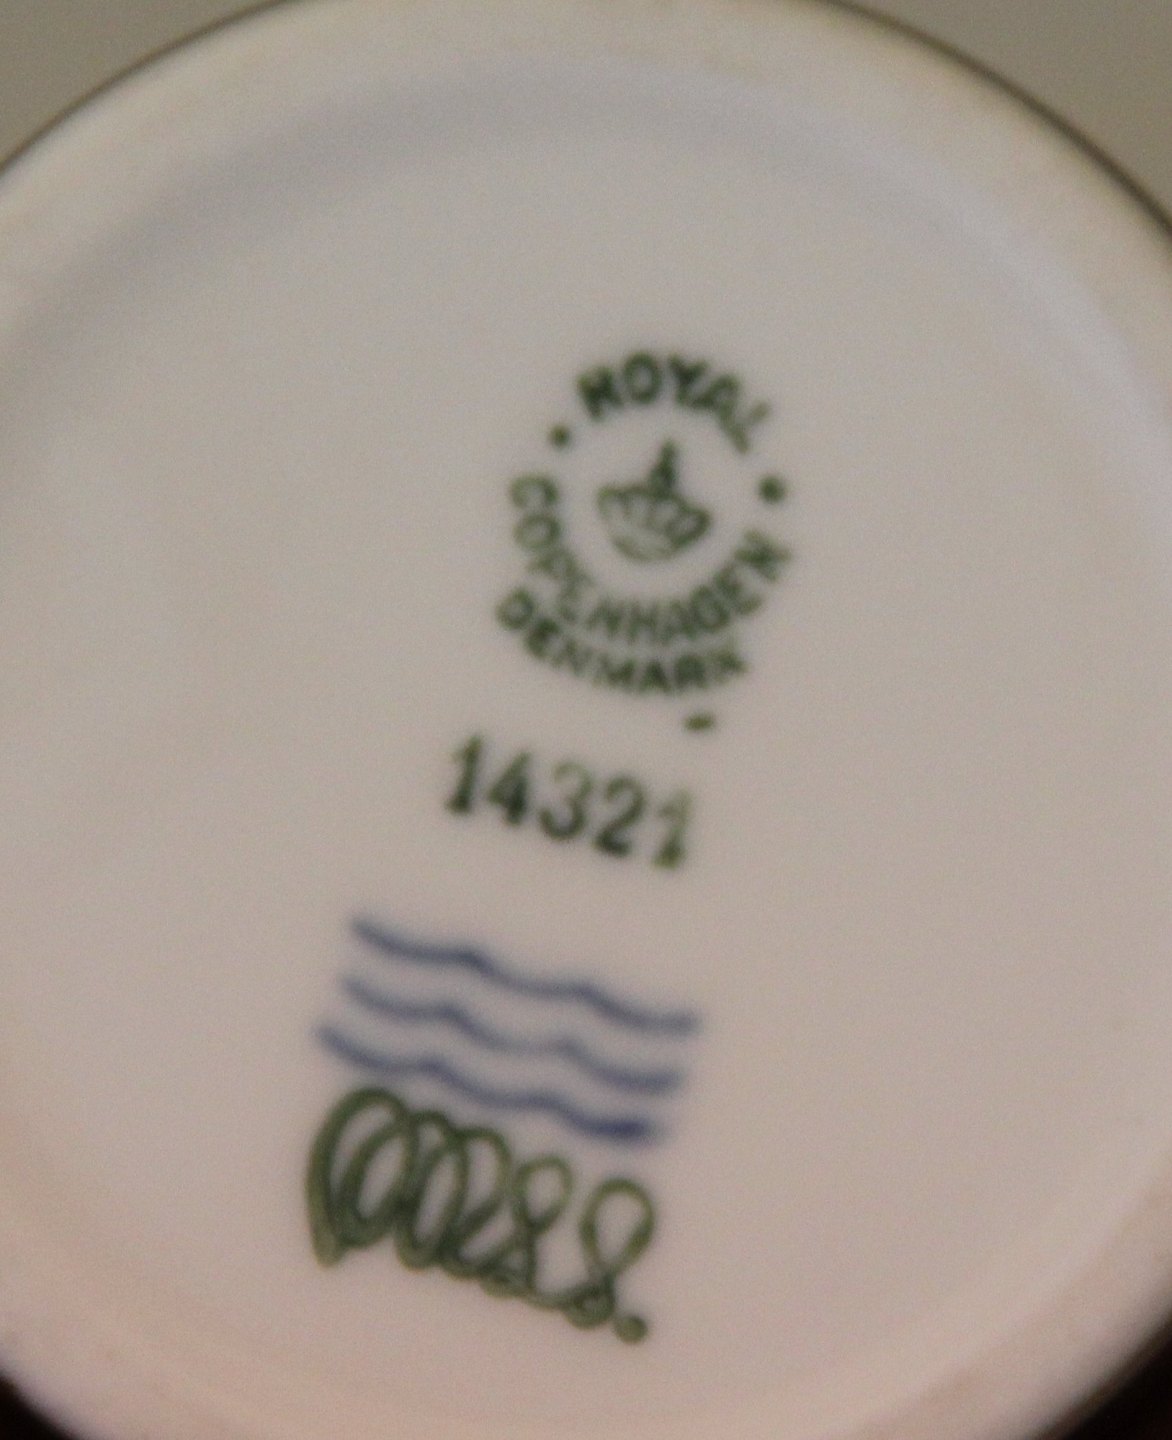 ROYAL
COPENHAGEN
DENMARK
14321